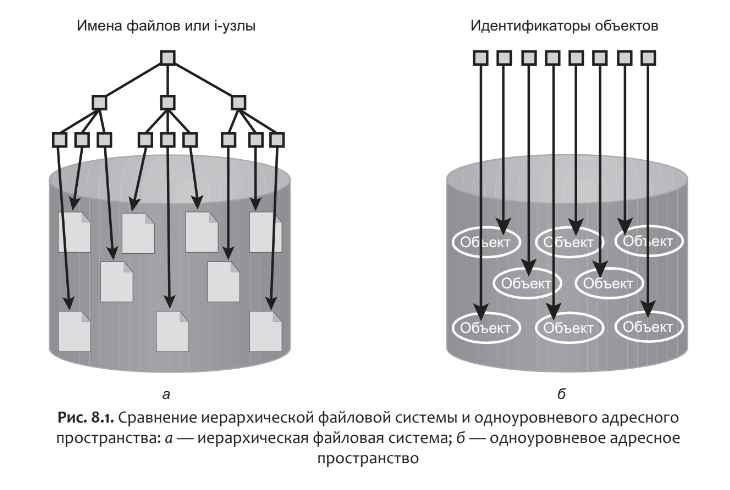 Имена файлов или i-узлы
Идентификаторы объектов
Объект
Объект
Объект
Объект
Объект
Объект
Объект
Объект
а
б
Рис. 8.1. Сравнение иерархической файловой системы и одноуровневого адресного
пространства: а — иерархическая файловая система; б — одноуровневое адресное
пространство